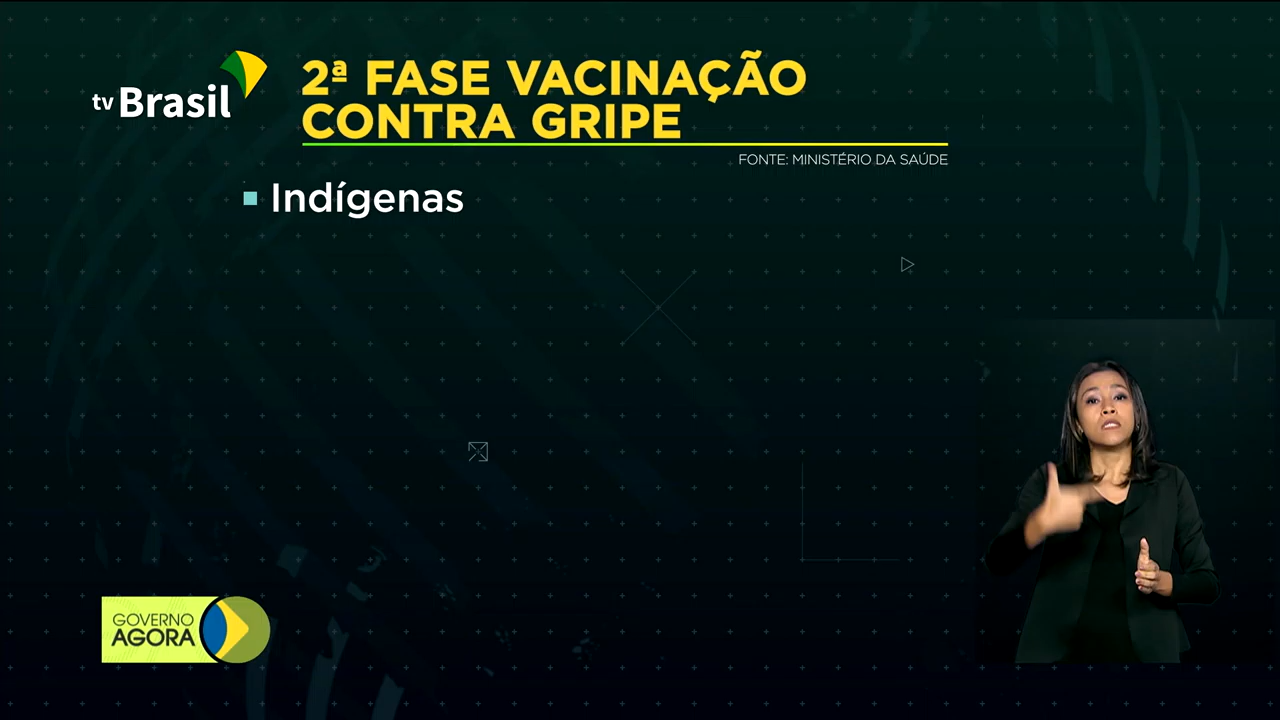 tv Brasil
2ª FASE VACINAÇÃO
CONTRA GRIPE
FONTE: MINISTÉRIO DA SAÚDE
Indígenas
GOVERNO
AGORA